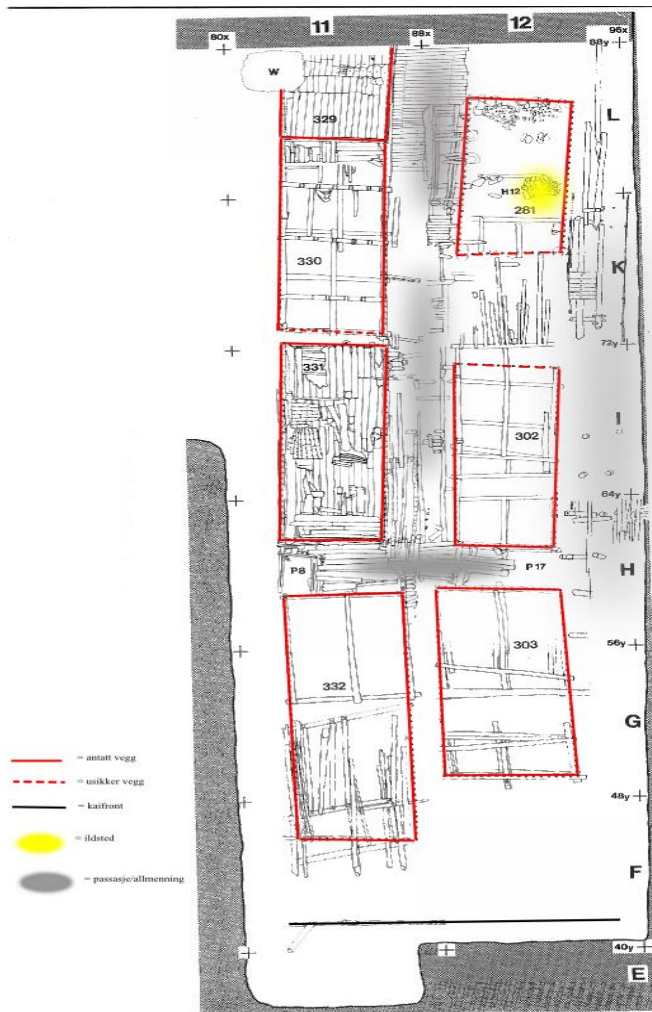 11
12
80x
88x
96x
88y
W
L
329
H12
281
K
330
72y
331
I
302
64y
P8
P17
H
56y
303
332
G
= antatt vegg
= usikker vegg
= kaifront
= ildsted
= passasje/allmenning
48y
F
40y
E